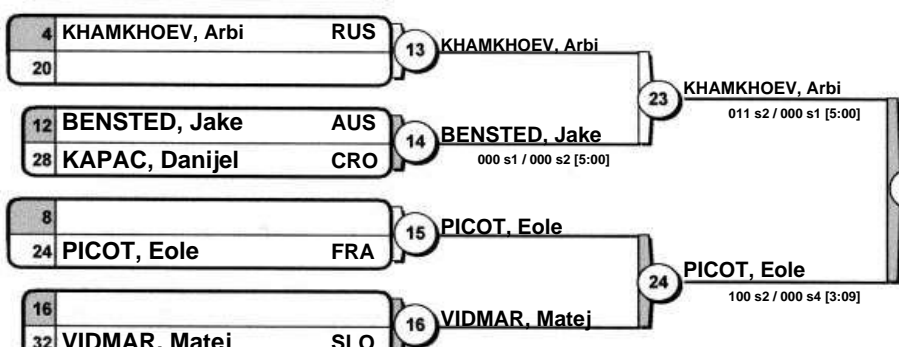 4 KHAMKHOEV, Arbi RUS
20
13 KHAMKHOEV, Arbi
12 BENSTED, Jake AUS
28 KAPAC, Danijel CRO
14 BENSTED, Jake
000 s1 / 000 s2 [5:00]
23 KHAMKHOEV, Arbi
011 s2 / 000 s1 [5:00]
8
24 PICOT, Eole FRA
15 PICOT, Eole
16
32 VIDMAR, Matej SLO
16 VIDMAR, Matej
24 PICOT, Eole
100 s2 / 000 s4 [3:09]